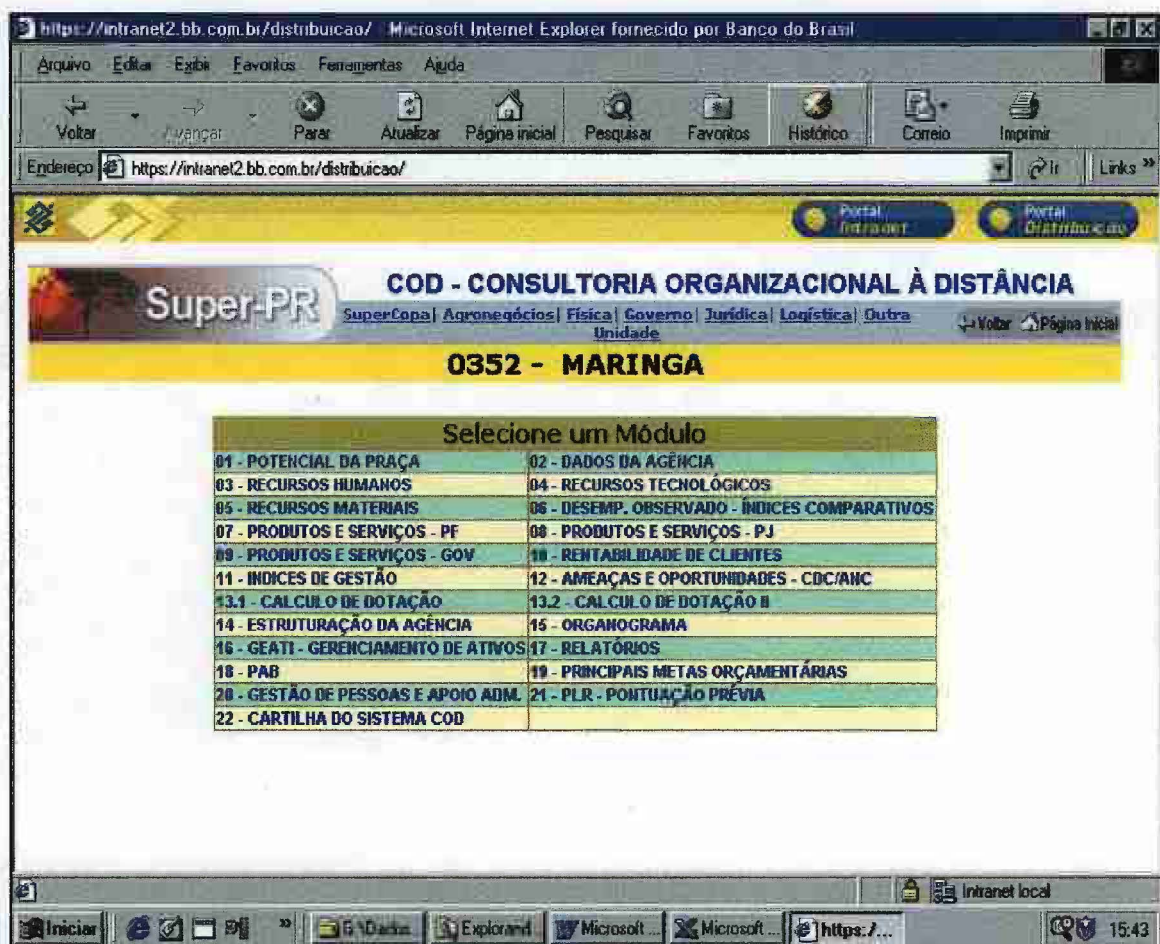 https://intranet2.bb.com.br/distribuicao/ - Microsoft Internet Explorer fornecido por Banco do Brasil
Arquivo Editar Exibir Favoritos Ferramentas Ajuda
Voltar Avançar Parar Atualizar Página inicial Pesquisar Favoritos Histórico Correio Imprimir
Endereço https://intranet2.bb.com.br/distribuicao/ Ir Links »
Portal Intranet Portal Distribuicao
Super-PR
COD - CONSULTORIA ORGANIZACIONAL À DISTÂNCIA
SuperCopa| Agronegócios| Física| Governo| Jurídica| Logística| Outra
Unidade
Voltar Página Inicial
0352 - MARINGA
Selecione um Módulo
01 - POTENCIAL DA PRAÇA 02 - DADOS DA AGÊNCIA
03 - RECURSOS HUMANOS 04 - RECURSOS TECNOLÓGICOS
05 - RECURSOS MATERIAIS 06 - DESEMP. OBSERVADO - ÍNDICES COMPARATIVOS
07 - PRODUTOS E SERVIÇOS - PF 08 - PRODUTOS E SERVIÇOS - PJ
09 - PRODUTOS E SERVIÇOS - GOV 10 - RENTABILIDADE DE CLIENTES
11 - INDICES DE GESTÃO 12 - AMEAÇAS E OPORTUNIDADES - CDC/ANC
13.1 - CALCULO DE DOTAÇÃO 13.2 - CALCULO DE DOTAÇÃO II
14 - ESTRUTURAÇÃO DA AGÊNCIA 15 - ORGANOGRAMA
16 - GEATI - GERENCIAMENTO DE ATIVOS 17 - RELATÓRIOS
18 - PAB 19 - PRINCIPAIS METAS ORÇAMENTÁRIAS
20 - GESTÃO DE PESSOAS E APOIO ADM. 21 - PLR - PONTUAÇÃO PRÉVIA
22 - CARTILHA DO SISTEMA COD
Intranet local
Iniciar » G:\Dados Explorand Microsoft ... Microsoft ... https:/... 15:43